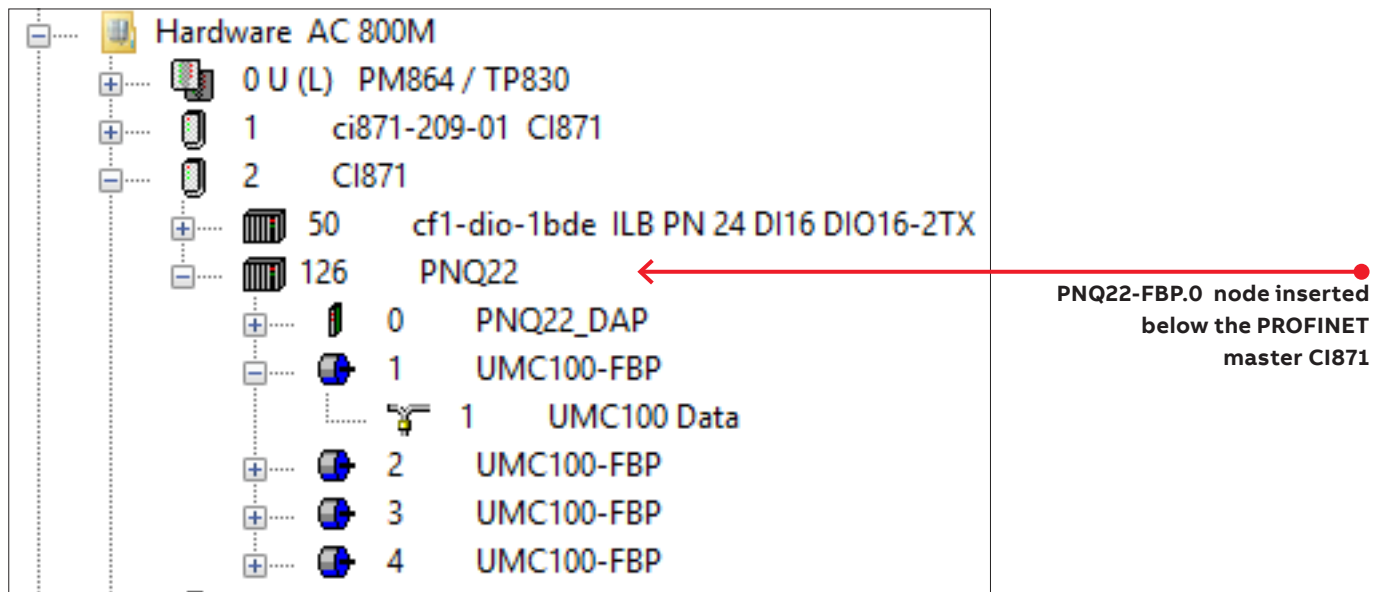 Hardware AC 800M
0 U (L) PM864 / TP830
1 ci871-209-01 CI871
2 CI871
50 cf1-dio-1bde ILB PN 24 DI16 DIO16-2TX
126 PNQ22
PNQ22-FBP.0 node inserted
below the PROFINET
master CI871
0 PNQ22_DAP
1 UMC100-FBP
1 UMC100 Data
2 UMC100-FBP
3 UMC100-FBP
4 UMC100-FBP